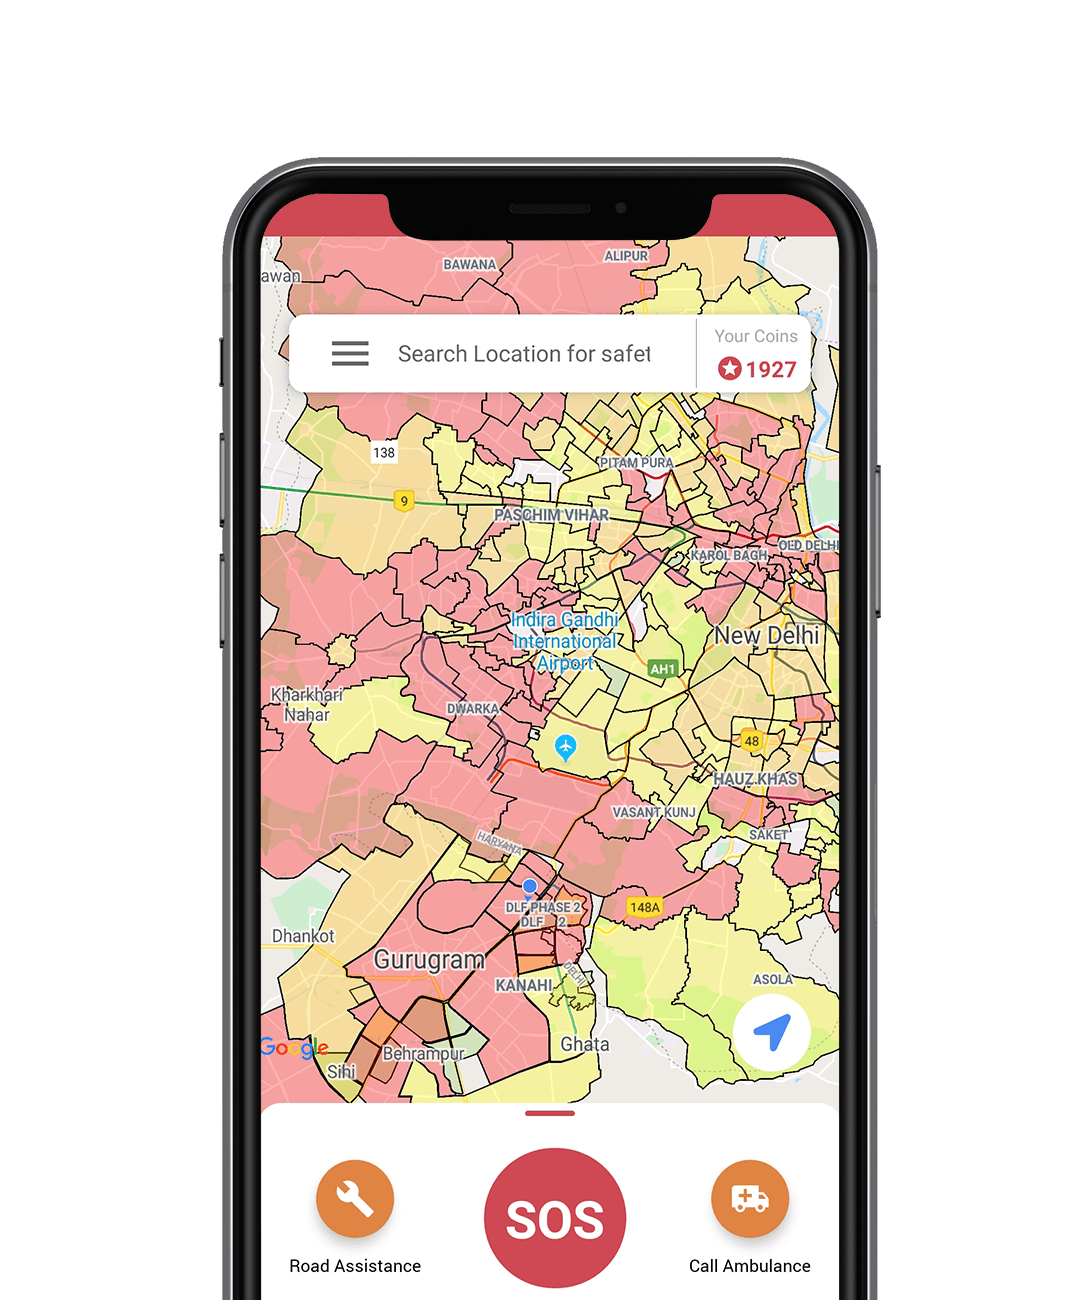 BAWANA
ALIPUR
awan
Search Location for safet
Your Coins
1927
138
PITAM PURA
9
PASCHIM VIHAR
OLD DELHI
KAROL BAGH
Indira Gandhi
International
Airport
New Delhi
AH1
Kharkhari
Nahar
DWARKA
48
HAUZ KHAS
VASANT KUNJ
SAKET
HARYANA
DLF PHASE 2
DLF 2
148A
Dhankot
Gurugram
DELHI
KANAHI
ASOLA
Google
Behrampur
Ghata
Sihi
SOS
Road Assistance
Call Ambulance